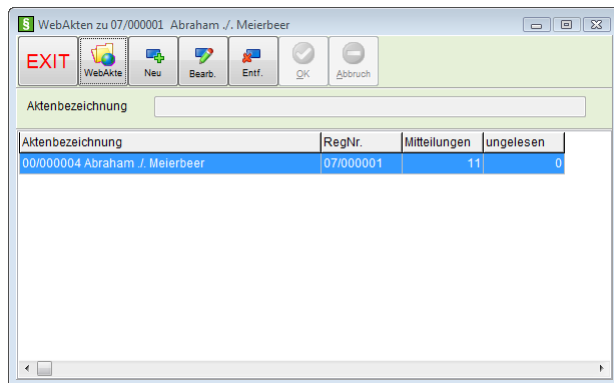 § WebAkten zu 07/000001 Abraham ./. Meierbeer
EXIT WebAkte Neu Bearb. Entf. OK Abbruch
Aktenbezeichnung
Aktenbezeichnung RegNr. Mitteilungen ungelesen
00/000004 Abraham ./. Meierbeer 07/000001 11 0